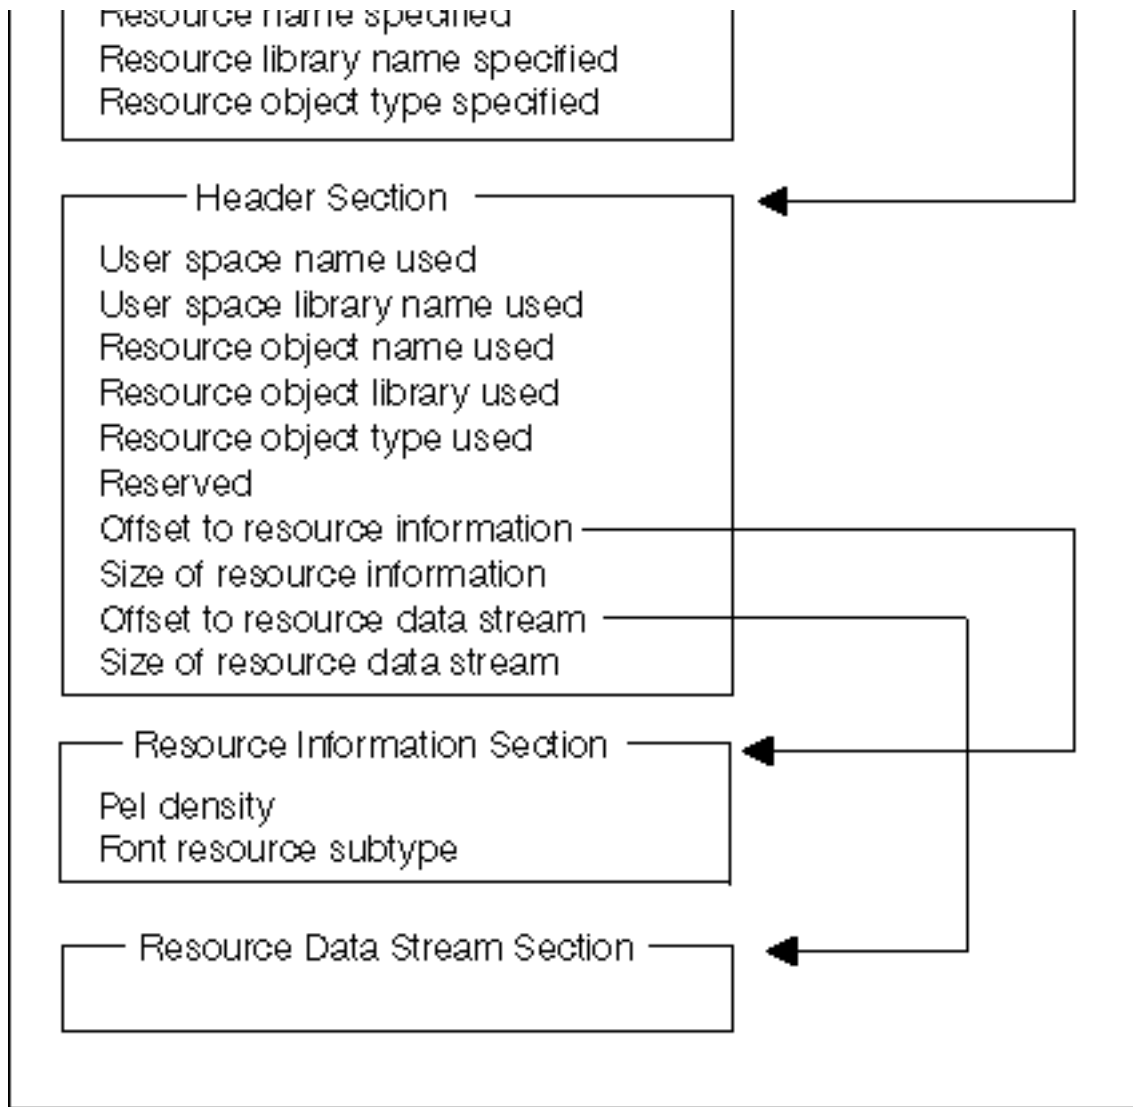 Resource name specified
Resource library name specified
Resource object type specified
Header Section
User space name used
User space library name used
Resource object name used
Resource object library used
Resource object type used
Reserved
Offset to resource information
Size of resource information
Offset to resource data stream
Size of resource data stream
Resource Information Section
Pel density
Font resource subtype
Resource Data Stream Section